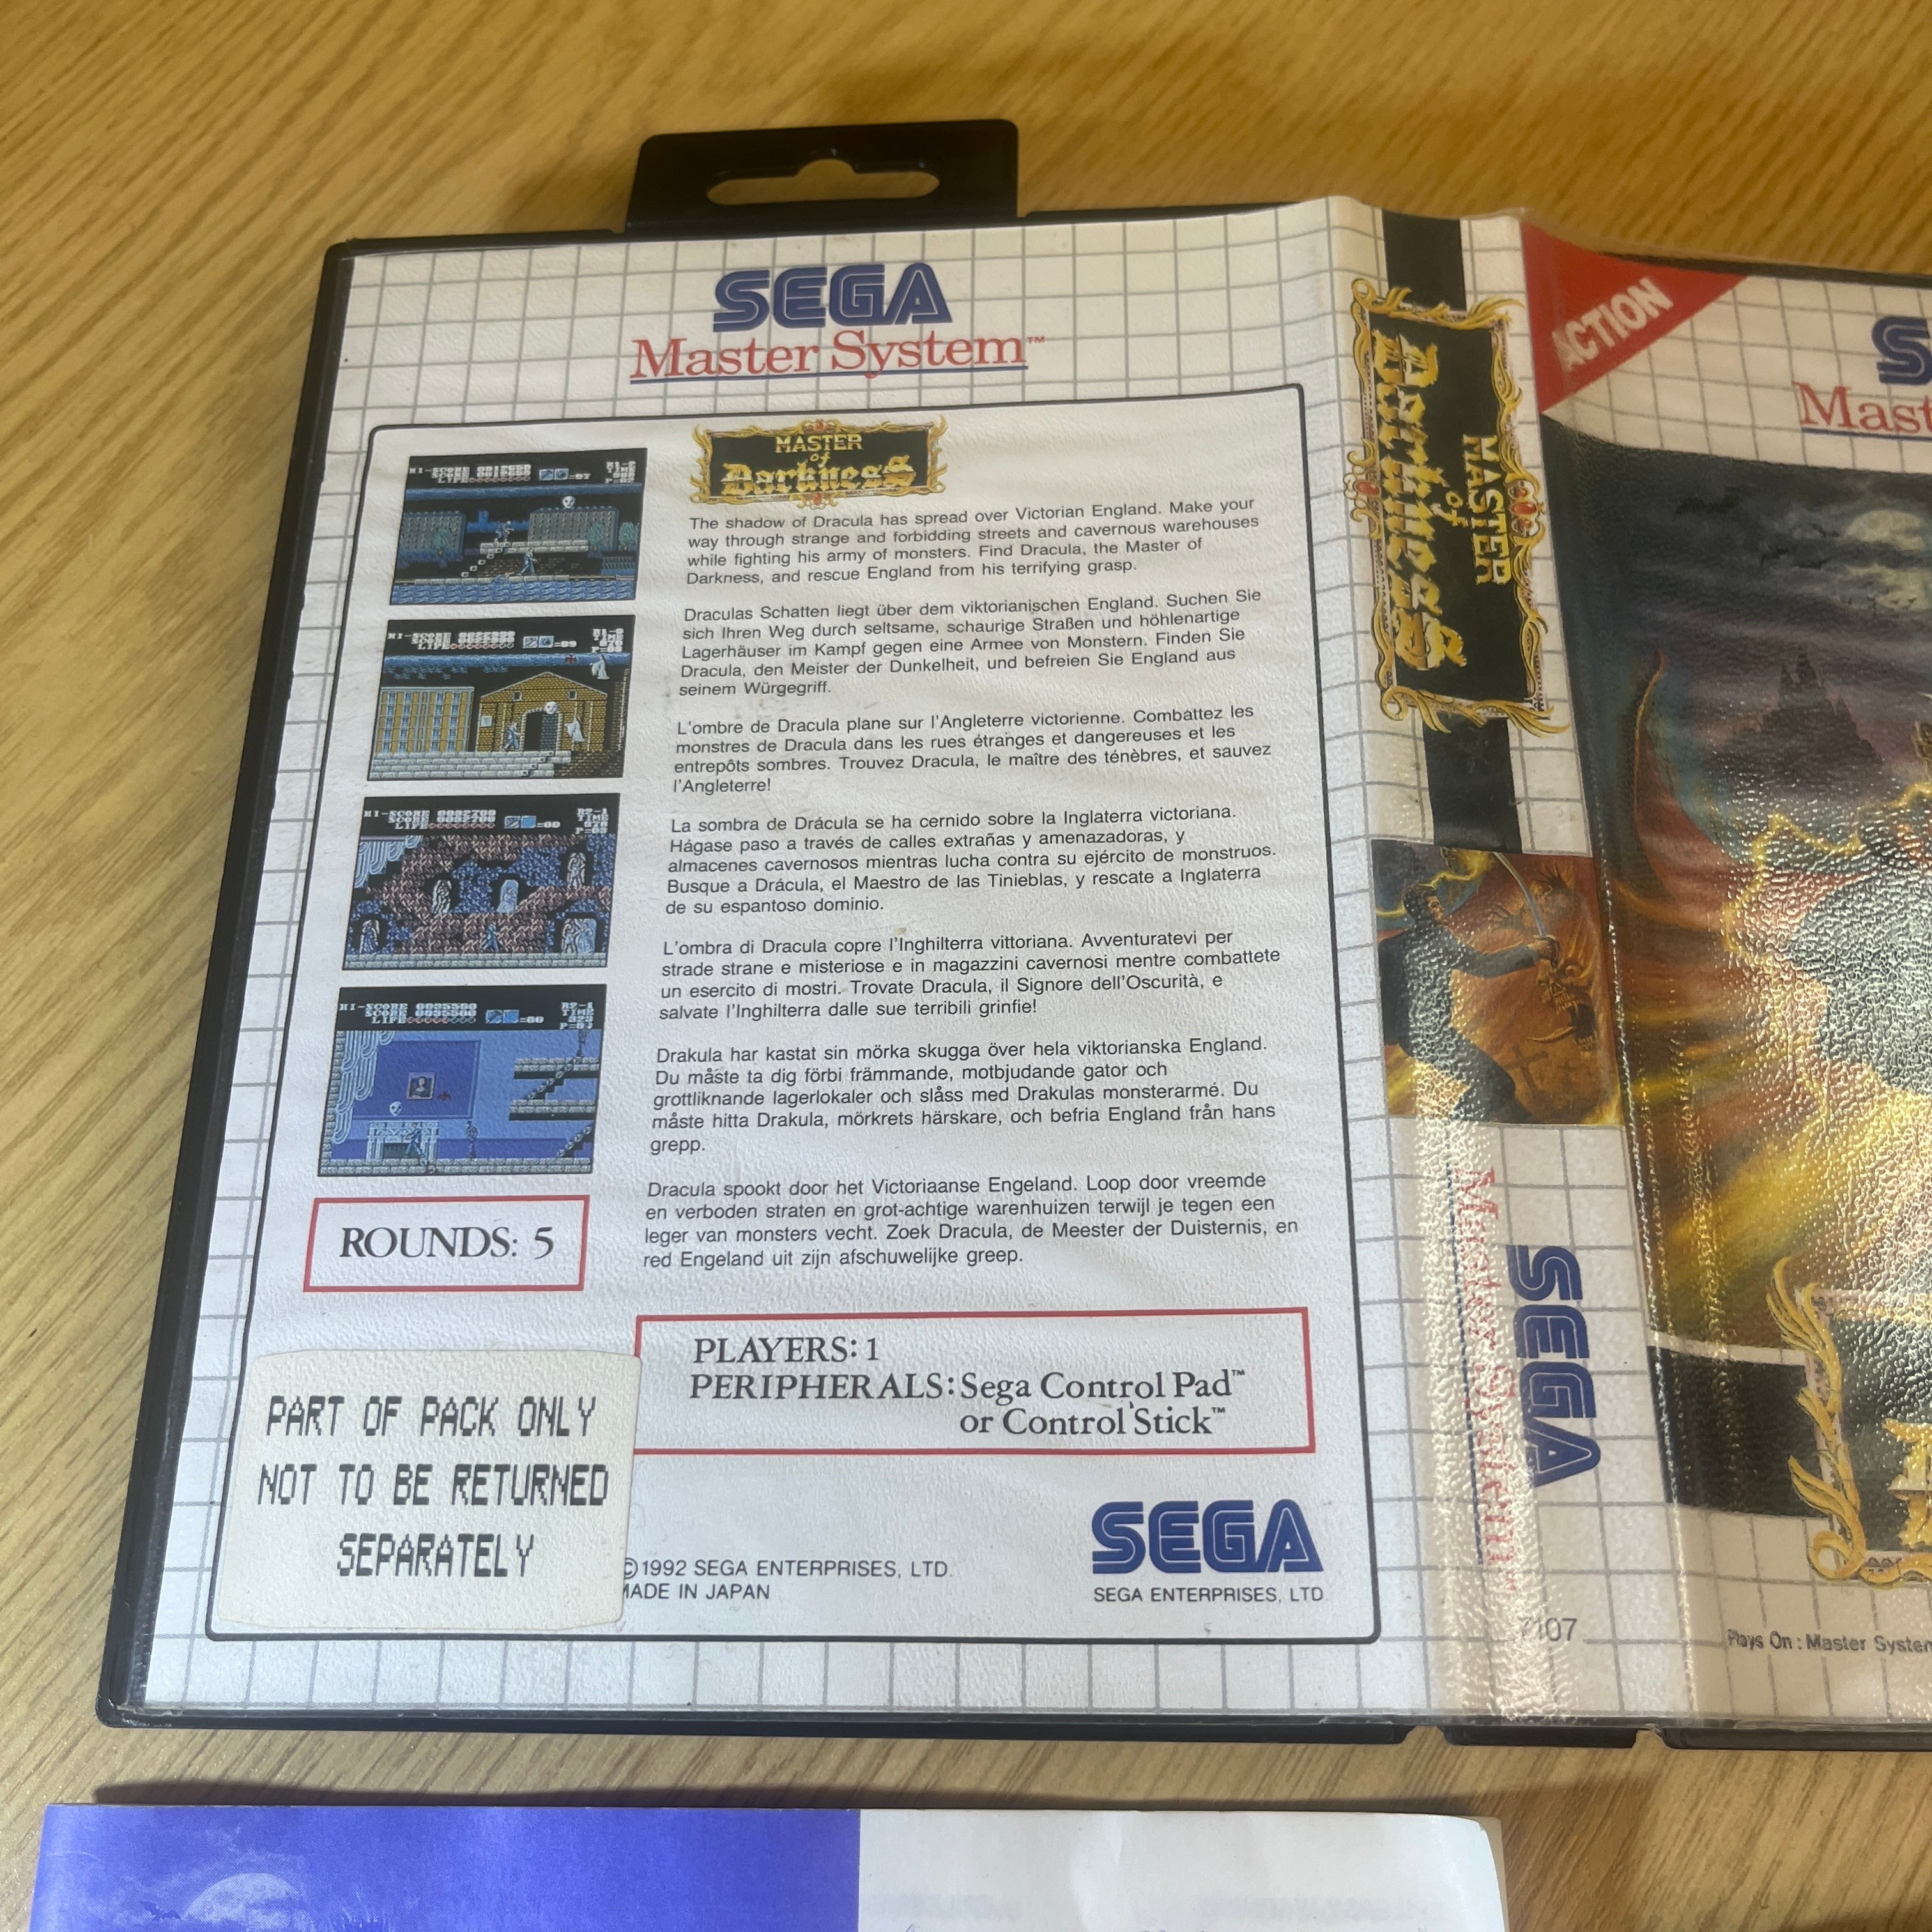 SEGA
Master System™
MASTER
of
Darkness
The shadow of Dracula has spread over Victorian England. Make your
way through strange and forbidding streets and cavernous warehouses
while fighting his army of monsters. Find Dracula, the Master of
Darkness, and rescue England from his terrifying grasp.
Draculas Schatten liegt über dem viktorianischen England. Suchen Sie
sich Ihren Weg durch seltsame, schaurige Straßen und höhlenartige
Lagerhäuser im Kampf gegen eine Armee von Monstern. Finden Sie
Dracula, den Meister der Dunkelheit, und befreien Sie England aus
seinem Würgegriff.
L'ombre de Dracula plane sur l'Angleterre victorienne. Combattez les
monstres de Dracula dans les rues étranges et dangereuses et les
entrepôts sombres. Trouvez Dracula, le maître des ténèbres, et sauvez
l'Angleterre!
La sombra de Drácula se ha cernido sobre la Inglaterra victoriana.
Hágase paso a través de calles extrañas y amenazadoras, y
almacenes cavernosos mientras lucha contra su ejército de monstruos.
Busque a Drácula, el Maestro de las Tinieblas, y rescate a Inglaterra
de su espantoso dominio.
L'ombra di Dracula copre l'Inghilterra vittoriana. Avventuratevi per
strade strane e misteriose e in magazzini cavernosi mentre combattete
un esercito di mostri. Trovate Dracula, il Signore dell'Oscurità, e
salvate l'Inghilterra dalle sue terribili grinfie!
Drakula har kastat sin mörka skugga över hela viktorianska England.
Du måste ta dig förbi främmande, motbjudande gator och
grottliknande lagerlokaler och slåss med Drakulas monsterarmé. Du
måste hitta Drakula, mörkrets härskare, och befria England från hans
grepp.
Dracula spookt door het Victoriaanse Engeland. Loop door vreemde
en verboden straten en grot-achtige warenhuizen terwijl je tegen een
leger van monsters vecht. Zoek Dracula, de Meester der Duisternis, en
red Engeland uit zijn afschuwelijke greep.
ROUNDS: 5
PLAYERS: 1
PERIPHERALS: Sega Control Pad™
or Control Stick™
PART OF PACK ONLY
NOT TO BE RETURNED
SEPARATELY
©1992 SEGA ENTERPRISES, LTD.
MADE IN JAPAN
SEGA
SEGA ENTERPRISES, LTD.
MASTER
of
Darkness
Master System
SEGA
7107
ACTION
Plays On : Master System